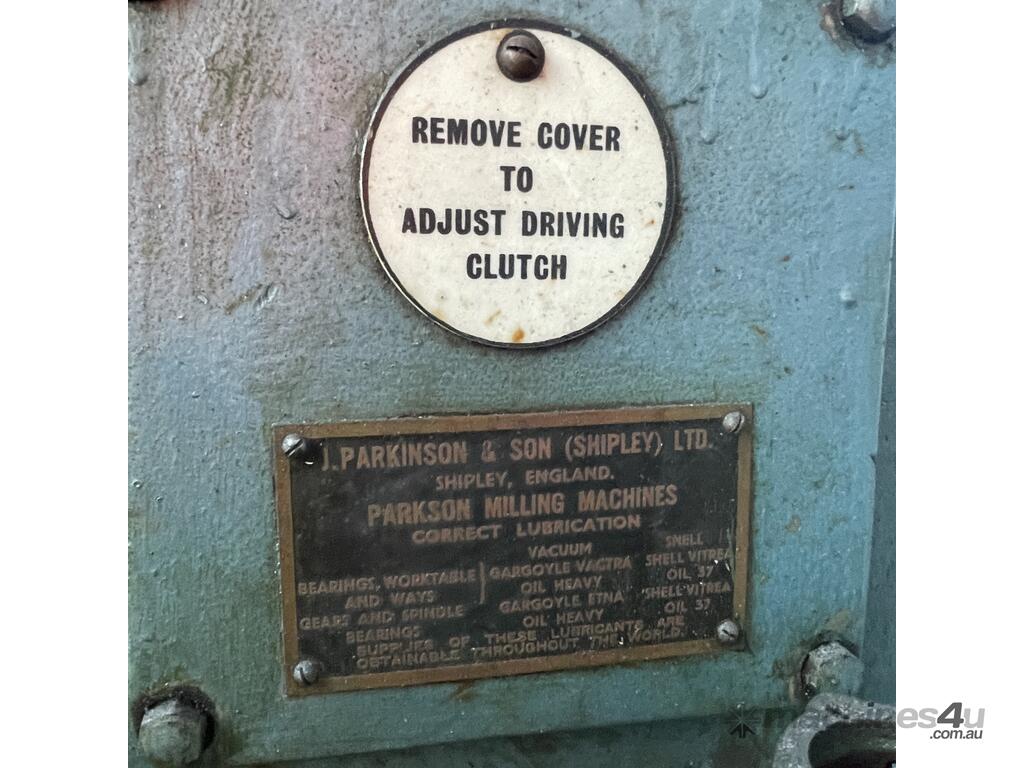 REMOVE COVER
TO
ADJUST DRIVING
CLUTCH
J. PARKINSON & SON (SHIPLEY) LTD.
SHIPLEY, ENGLAND.
PARKSON MILLING MACHINES
CORRECT LUBRICATION
VACUUM SHELL
BEARINGS, WORKTABLE GARGOYLE VACTRA SHELL VITREA
AND WAYS OIL HEAVY OIL 37
GEARS AND SPINDLE GARGOYLE ETNA SHELL VITREA
BEARINGS OIL HEAVY OIL 37
SUPPLIES OF THESE LUBRICANTS ARE
OBTAINABLE THROUGHOUT THE WORLD.
machines4u
.com.au